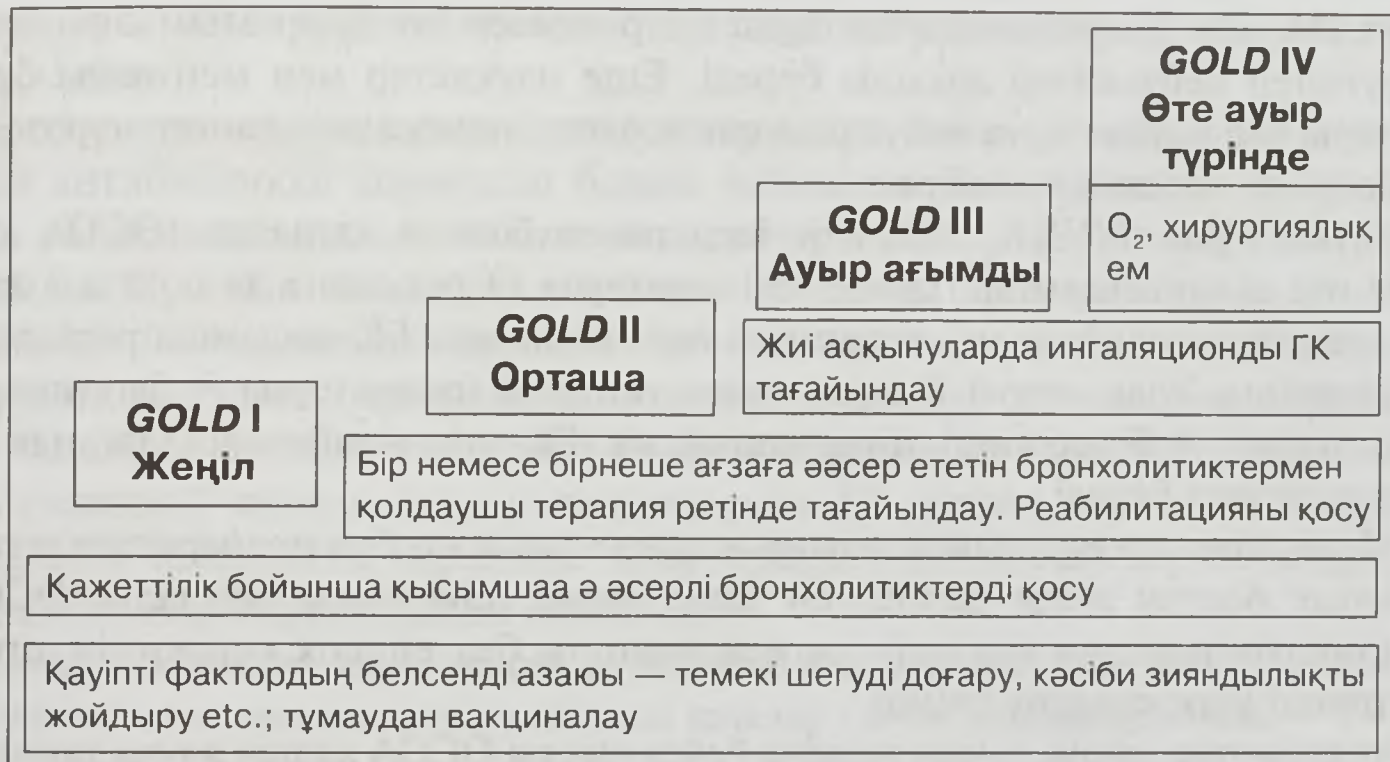 GOLD IV
Өте ауыр
түрінде
GOLD III
Ауыр ағымды
O₂, хирургиялық
ем
GOLD II
Орташа
Жиі асқынуларда ингаляционды ГК
тағайындау
GOLD I
Жеңіл
Бір немесе бірнеше ағзаға әәсер ететін бронхолитиктермен
қолдаушы терапия ретінде тағайындау. Реабилитацияны қосу
Қажеттілік бойынша қысымшаа ә әсерлі бронхолитиктерді қосу
Қауіпті фактордың белсенді азаюы — темекі шегуді доғару, кәсіби зияндылықты
жойдыру etc.; тұмаудан вакциналау